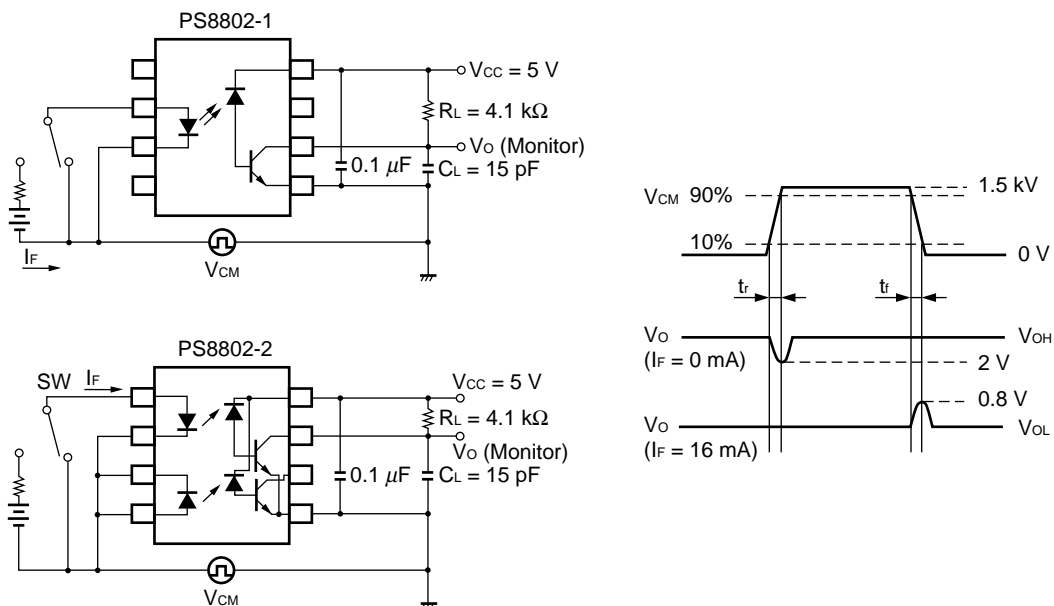 PS8802-1
VCC = 5 V
RL = 4.1 kΩ
VO (Monitor)
0.1 μF
CL = 15 pF
IF
VCM
PS8802-2
SW
IF
VCC = 5 V
RL = 4.1 kΩ
VO (Monitor)
0.1 μF
CL = 15 pF
VCM
VCM 90%
1.5 kV
10%
0 V
tr
tf
VO
(IF = 0 mA)
VOH
2 V
0.8 V
VO
(IF = 16 mA)
VOL